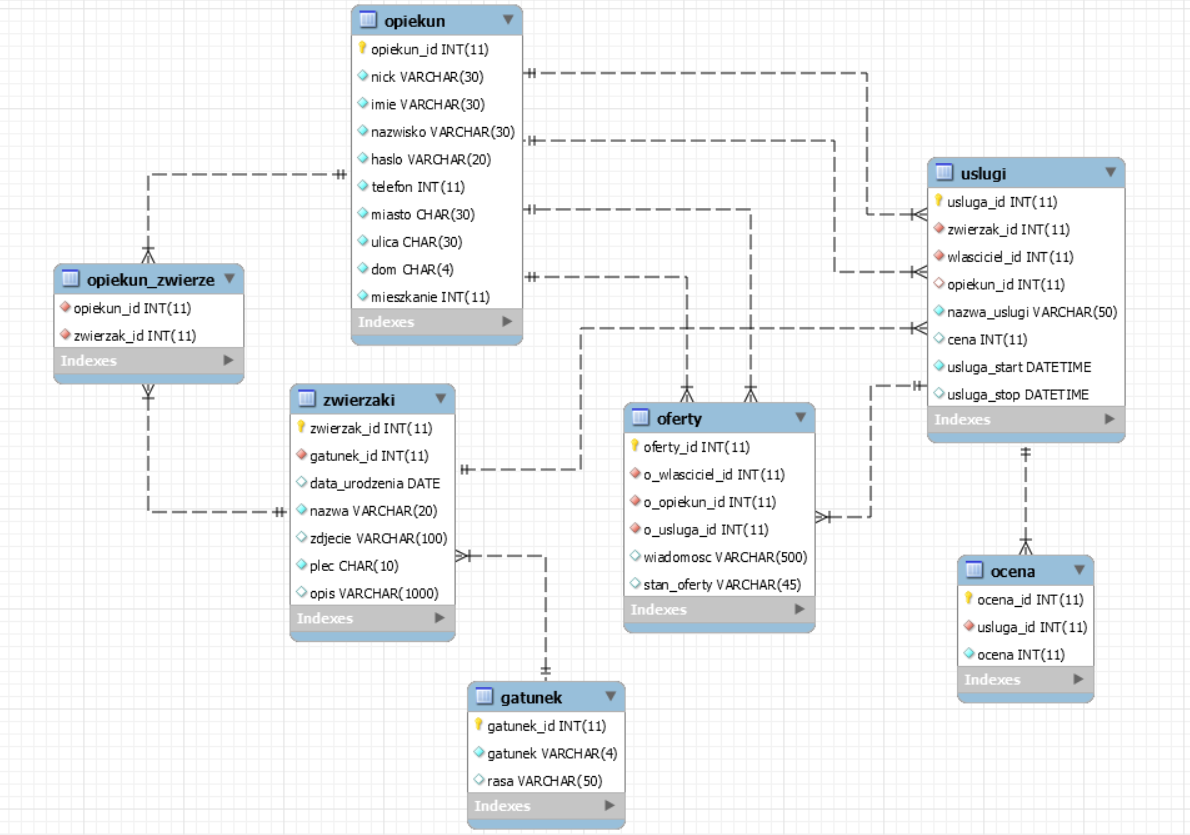 opiekun
opiekun_id INT(11)
nick VARCHAR(30)
imie VARCHAR(30)
nazwisko VARCHAR(30)
haslo VARCHAR(20)
telefon INT(11)
miasto CHAR(30)
ulica CHAR(30)
dom CHAR(4)
mieszkanie INT(11)
Indexes
uslugi
usluga_id INT(11)
zwierzak_id INT(11)
wlasciciel_id INT(11)
opiekun_id INT(11)
nazwa_uslugi VARCHAR(50)
cena INT(11)
usluga_start DATETIME
usluga_stop DATETIME
Indexes
opiekun_zwierze
opiekun_id INT(11)
zwierzak_id INT(11)
Indexes
zwierzaki
zwierzak_id INT(11)
gatunek_id INT(11)
data_urodzenia DATE
nazwa VARCHAR(20)
zdjecie VARCHAR(100)
plec CHAR(10)
opis VARCHAR(1000)
Indexes
oferty
oferty_id INT(11)
o_wlasciciel_id INT(11)
o_opiekun_id INT(11)
o_usluga_id INT(11)
wiadomosc VARCHAR(500)
stan_oferty VARCHAR(45)
Indexes
ocena
ocena_id INT(11)
usluga_id INT(11)
ocena INT(11)
Indexes
gatunek
gatunek_id INT(11)
gatunek VARCHAR(4)
rasa VARCHAR(50)
Indexes